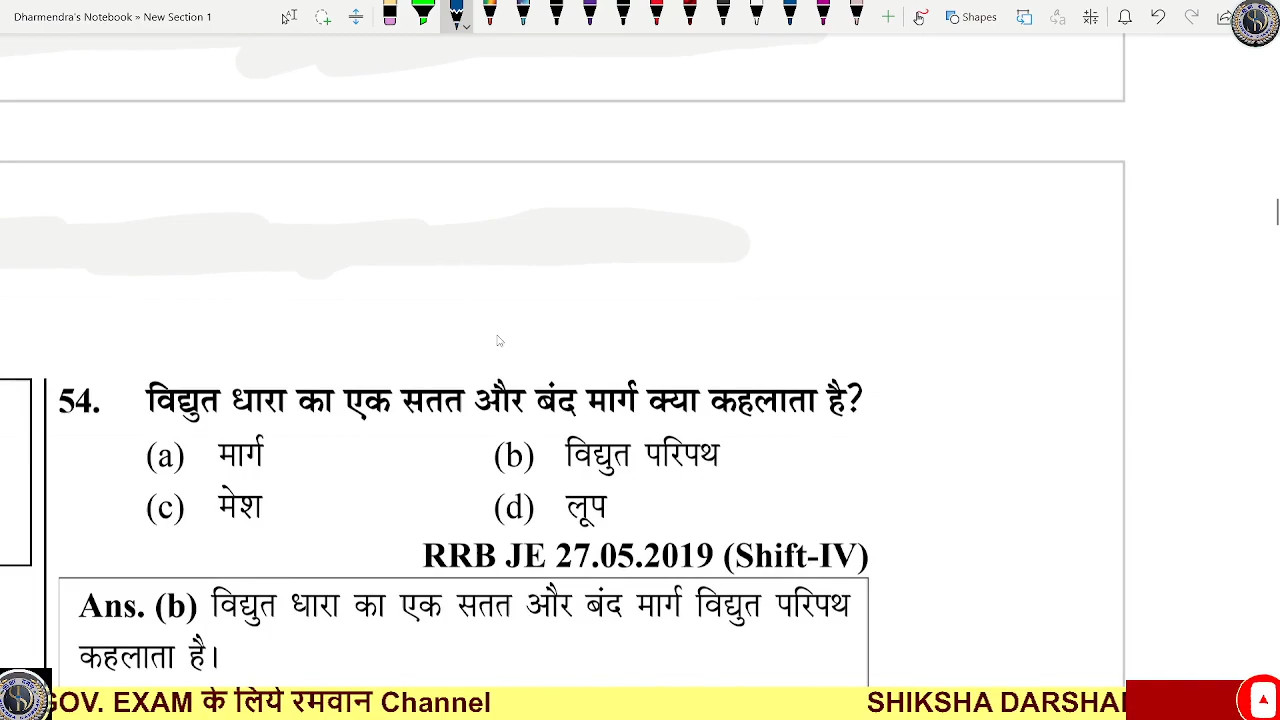 Dharmendra's Notebook » New Section 1
Shapes
54. विद्युत धारा का एक सतत और बंद मार्ग क्या कहलाता है?
(a) मार्ग (b) विद्युत परिपथ
(c) मेश (d) लूप
RRB JE 27.05.2019 (Shift-IV)
Ans. (b) विद्युत धारा का एक सतत और बंद मार्ग विद्युत परिपथ
कहलाता है।
GOV. EXAM के लिये रमवान Channel SHIKSHA DARSHA